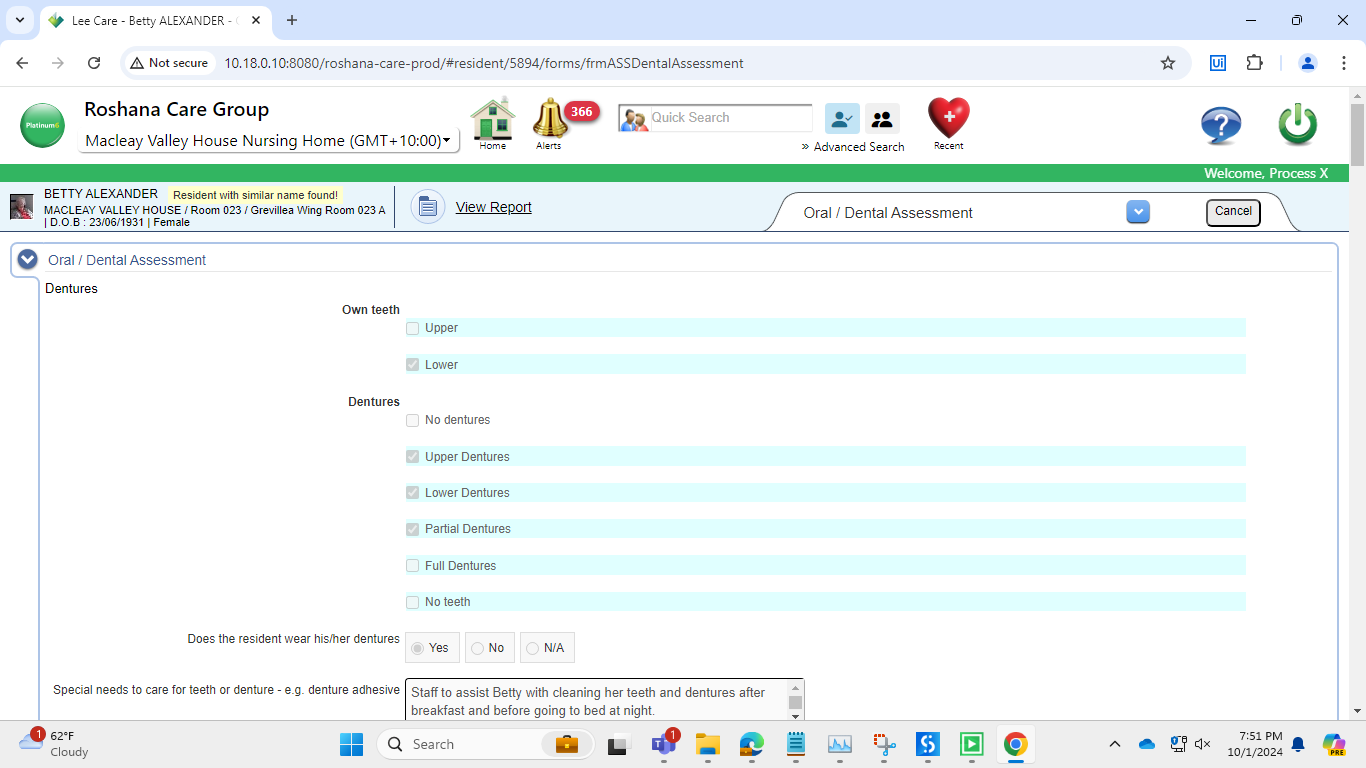 Lee Care - Betty ALEXANDER -
Not secure
10.18.0.10:8080/roshana-care-prod/#resident/5894/forms/frmASSDentalAssessment
Platinum6
Roshana Care Group
Macleay Valley House Nursing Home (GMT+10:00)
Home
366
Alerts
Quick Search
» Advanced Search
Recent
Welcome, Process X
BETTY ALEXANDER
Resident with similar name found!
MACLEAY VALLEY HOUSE / Room 023 / Grevillea Wing Room 023 A
| D.O.B : 23/06/1931 | Female
View Report
Oral / Dental Assessment
Cancel
Oral / Dental Assessment
Dentures
Own teeth
Upper
Lower
Dentures
No dentures
Upper Dentures
Lower Dentures
Partial Dentures
Full Dentures
No teeth
Does the resident wear his/her dentures
Yes
No
N/A
Special needs to care for teeth or denture - e.g. denture adhesive
Staff to assist Betty with cleaning her teeth and dentures after
breakfast and before going to bed at night.
1
62°F
Cloudy
Search
1
7:51 PM
10/1/2024
PRE